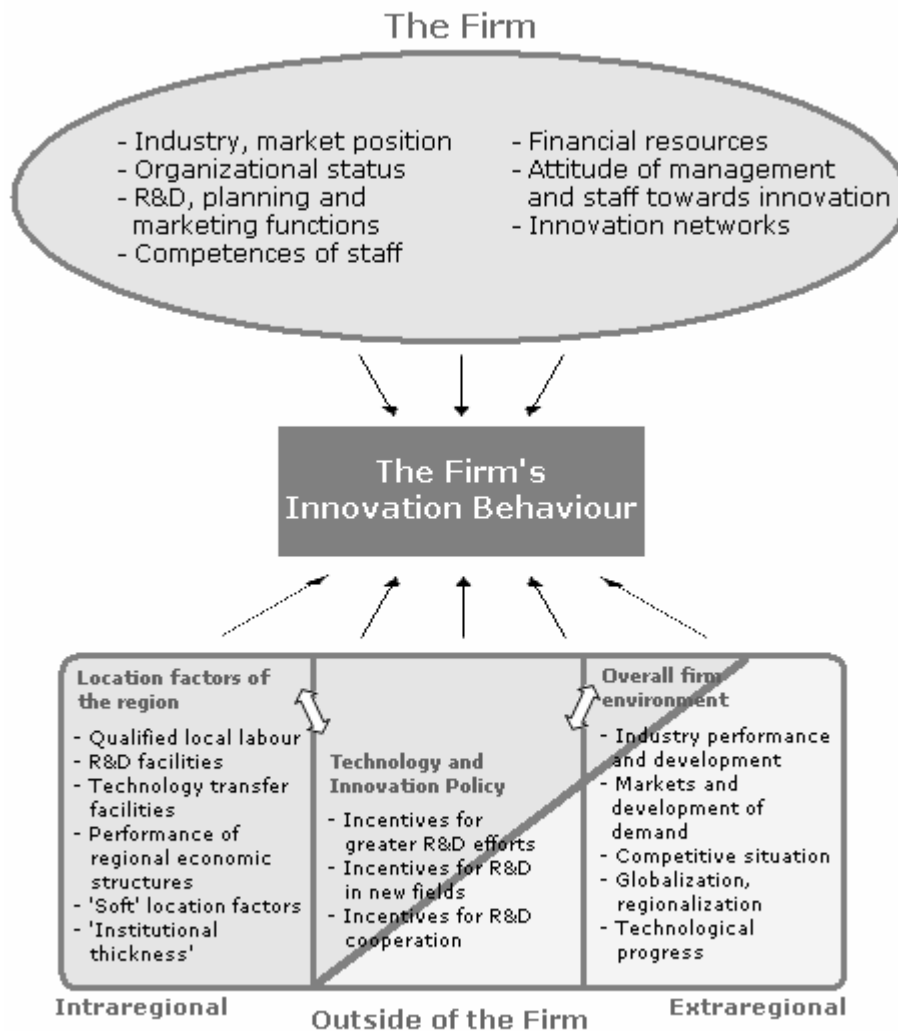 The Firm
- Industry, market position
- Organizational status
- R&D, planning and
marketing functions
- Competences of staff
- Financial resources
- Attitude of management
and staff towards innovation
- Innovation networks
The Firm's
Innovation Behaviour
Location factors of
the region
- Qualified local labour
- R&D facilities
- Technology transfer
facilities
- Performance of
regional economic
structures
- 'Soft' location factors
- 'Institutional
thickness'
Technology and
Innovation Policy
- Incentives for
greater R&D efforts
- Incentives for R&D
in new fields
- Incentives for R&D
cooperation
Overall firm
environment
- Industry performance
and development
- Markets and
development of
demand
- Competitive situation
- Globalization,
regionalization
- Technological
progress
Intraregional
Outside of the Firm
Extraregional